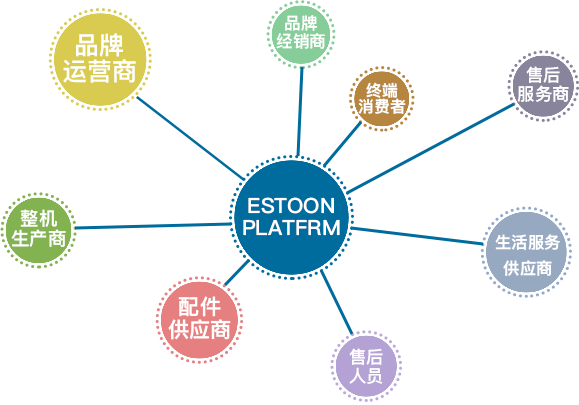 品牌
运营商
品牌
经销商
终端
消费者
售后
服务商
ESTOON
PLATFRM
整机
生产商
生活服务
供应商
配件
供应商
售后
人员